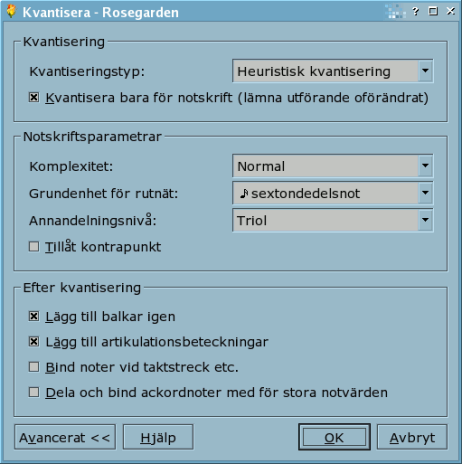 Kvantisera - Rosegarden
Kvantisering
Kvantiseringstyp: Heuristisk kvantisering
Kvantisera bara för notskrift (lämna utförande oförändrat)
Notskriftsparametrar
Komplexitet: Normal
Grundenhet för rutnät: sextondedelsnot
Annandelningsnivå: Triol
Tillåt kontrapunkt
Efter kvantisering
Lägg till balkar igen
Lägg till artikulationsbeteckningar
Bind noter vid taktstreck etc.
Dela och bind ackordnoter med för stora notvärden
Avancerat << Hjälp OK Avbryt